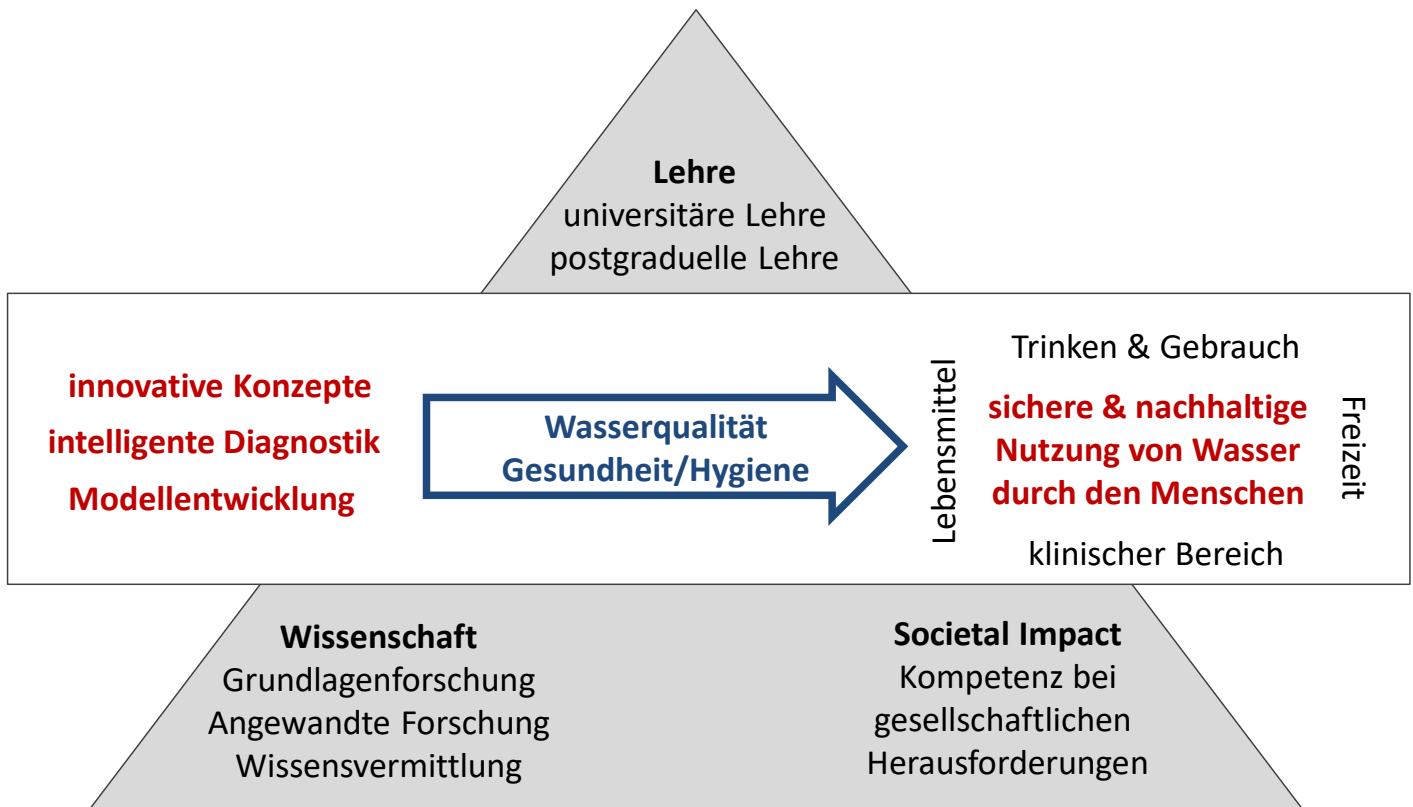 Lehre
universitäre Lehre
postgraduelle Lehre
innovative Konzepte
intelligente Diagnostik
Modellentwicklung
Wasserqualität
Gesundheit/Hygiene
Lebensmittel
Trinken & Gebrauch
sichere & nachhaltige
Nutzung von Wasser
durch den Menschen
klinischer Bereich
Freizeit
Wissenschaft
Grundlagenforschung
Angewandte Forschung
Wissensvermittlung
Societal Impact
Kompetenz bei
gesellschaftlichen
Herausforderungen